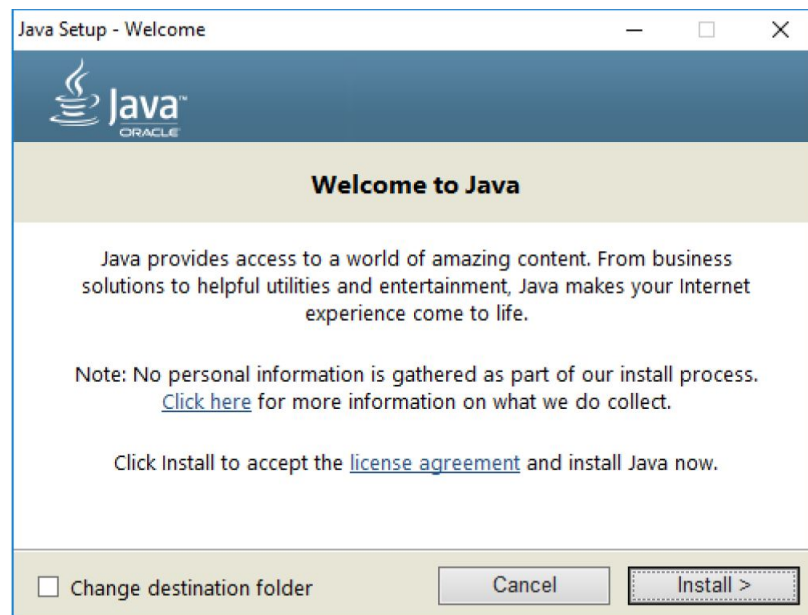 Java Setup - Welcome
Java™
ORACLE
Welcome to Java
Java provides access to a world of amazing content. From business
solutions to helpful utilities and entertainment, Java makes your Internet
experience come to life.
Note: No personal information is gathered as part of our install process.
Click here for more information on what we do collect.
Click Install to accept the license agreement and install Java now.
Change destination folder
Cancel
Install >